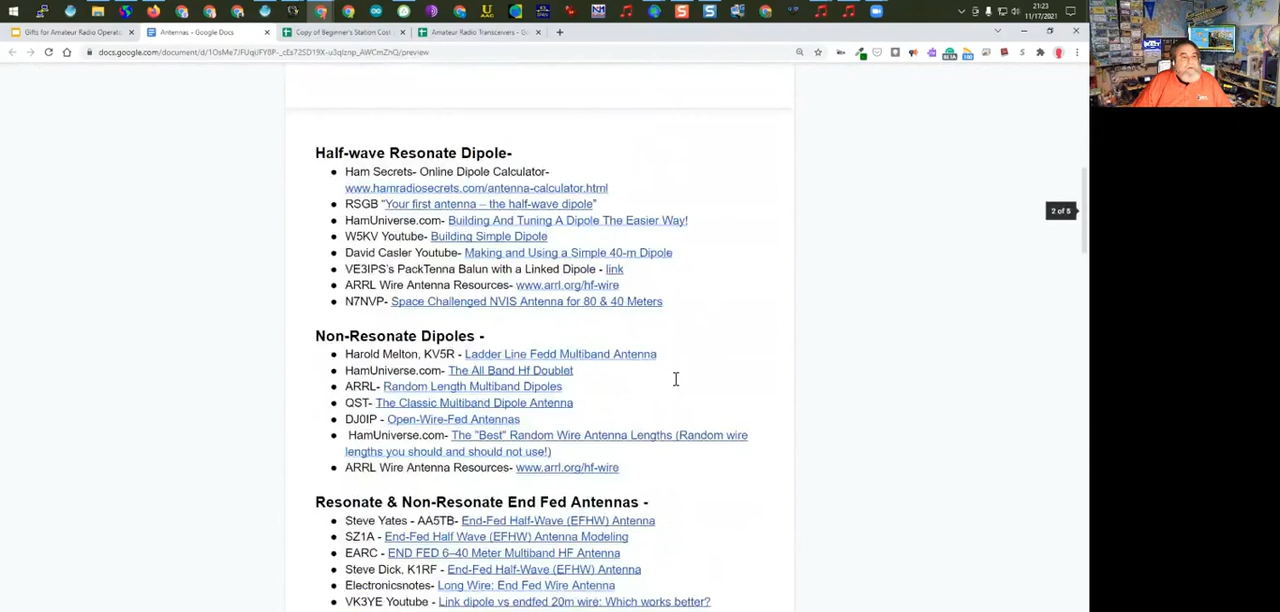 21:23
11/17/2021
Gifts for Amateur Radio Operato
Antennas - Google Docs
Copy of Beginner's Station Cost
Amateur Radio Transceivers - Go
docs.google.com/document/d/1OsMe7JFUqiUFY8P-_cEs72SD19X-u3qlznp_AWCmZnQ/preview
Half-wave Resonate Dipole-
Ham Secrets- Online Dipole Calculator-
www.hamradiosecrets.com/antenna-calculator.html
RSGB “Your first antenna – the half-wave dipole”
HamUniverse.com- Building And Tuning A Dipole The Easier Way!
W5KV Youtube- Building Simple Dipole
David Casler Youtube- Making and Using a Simple 40-m Dipole
VE3IPS's PackTenna Balun with a Linked Dipole - link
ARRL Wire Antenna Resources- www.arrl.org/hf-wire
N7NVP- Space Challenged NVIS Antenna for 80 & 40 Meters
2 of 5
Non-Resonate Dipoles -
Harold Melton, KV5R - Ladder Line Fedd Multiband Antenna
HamUniverse.com- The All Band Hf Doublet
ARRL- Random Length Multiband Dipoles
QST- The Classic Multiband Dipole Antenna
DJ0IP - Open-Wire-Fed Antennas
HamUniverse.com- The "Best" Random Wire Antenna Lengths (Random wire
lengths you should and should not use!)
ARRL Wire Antenna Resources- www.arrl.org/hf-wire
Resonate & Non-Resonate End Fed Antennas -
Steve Yates - AA5TB- End-Fed Half-Wave (EFHW) Antenna
SZ1A - End-Fed Half Wave (EFHW) Antenna Modeling
EARC - END FED 6–40 Meter Multiband HF Antenna
Steve Dick, K1RF - End-Fed Half-Wave (EFHW) Antenna
Electronicsnotes- Long Wire: End Fed Wire Antenna
VK3YE Youtube - Link dipole vs endfed 20m wire: Which works better?